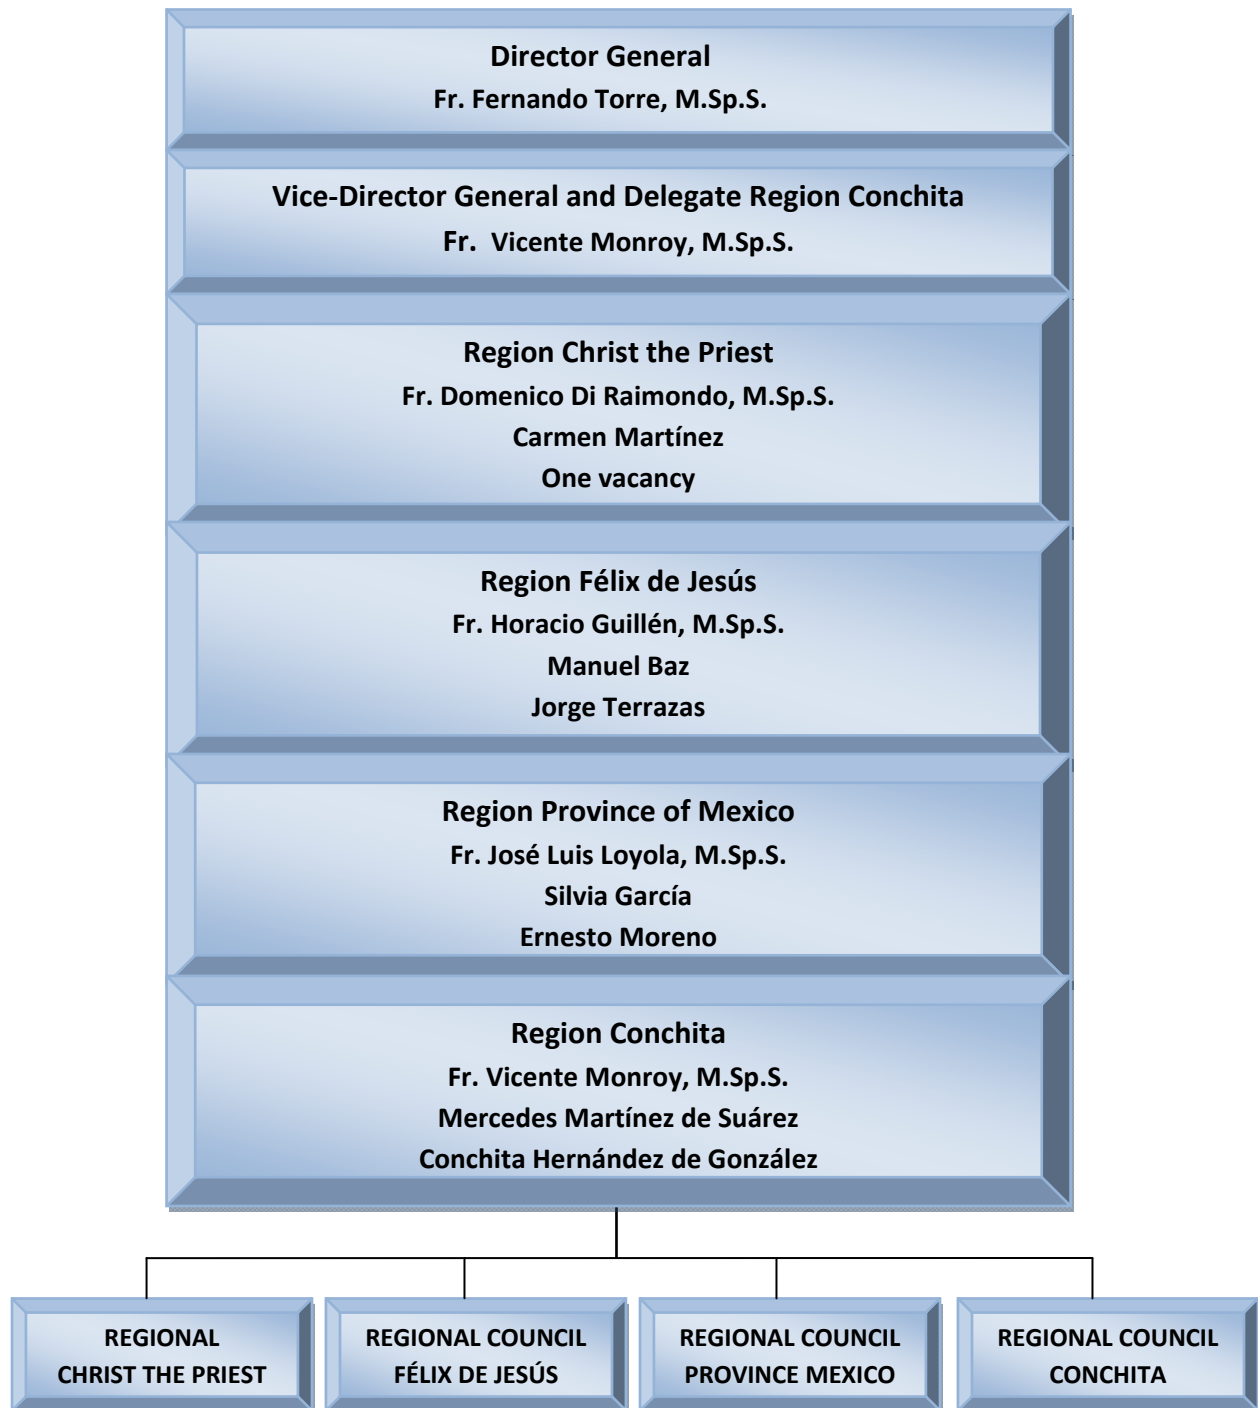 Director General
Fr. Fernando Torre, M.Sp.S.
Vice-Director General and Delegate Region Conchita
Fr. Vicente Monroy, M.Sp.S.
Region Christ the Priest
Fr. Domenico Di Raimondo, M.Sp.S.
Carmen Martínez
One vacancy
Region Félix de Jesús
Fr. Horacio Guillén, M.Sp.S.
Manuel Baz
Jorge Terrazas
Region Province of Mexico
Fr. José Luis Loyola, M.Sp.S.
Silvia García
Ernesto Moreno
Region Conchita
Fr. Vicente Monroy, M.Sp.S.
Mercedes Martínez de Suárez
Conchita Hernández de González
REGIONAL
CHRIST THE PRIEST
REGIONAL COUNCIL
FÉLIX DE JESÚS
REGIONAL COUNCIL
PROVINCE MEXICO
REGIONAL COUNCIL
CONCHITA